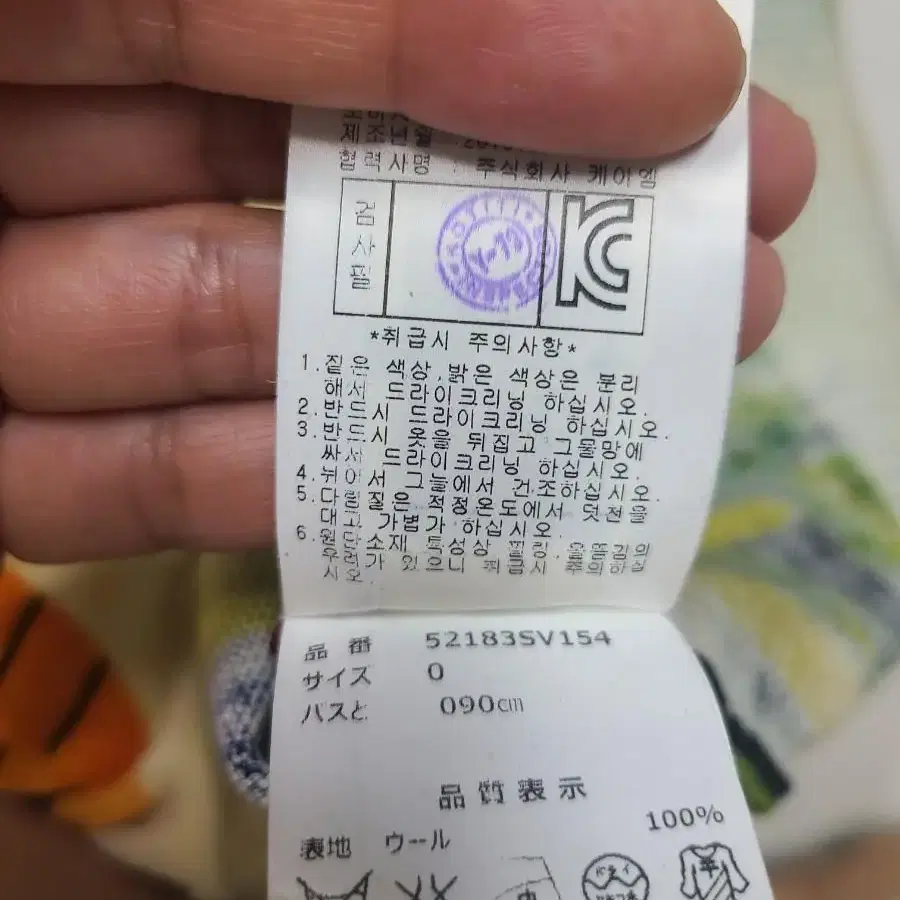 제조년월
협력사명 : 주식회사 케이엠
검사필
KC
*취급시 주의사항*
1.짙은 색상,밝은 색상은 분리
해서 드라이크리닝 하십시오.
2.반드시 드라이크리닝 하십시오.
3.반드시 옷을 뒤집고 그물망에
싸서 드라이크리닝 하십시오.
4.뉘어서 그늘에서 건조하십시오.
5.다림질은 적정온도에서 덧천을
대고 가볍가 하십시오.
6.원단소재 특성상 필링,올뜯김의
우려가 있으니 취급시 주의하십
시오.
品番 52183SV154
サイズ 0
バスと 090cm
品質表示
100%
表地 ウール
ドライ